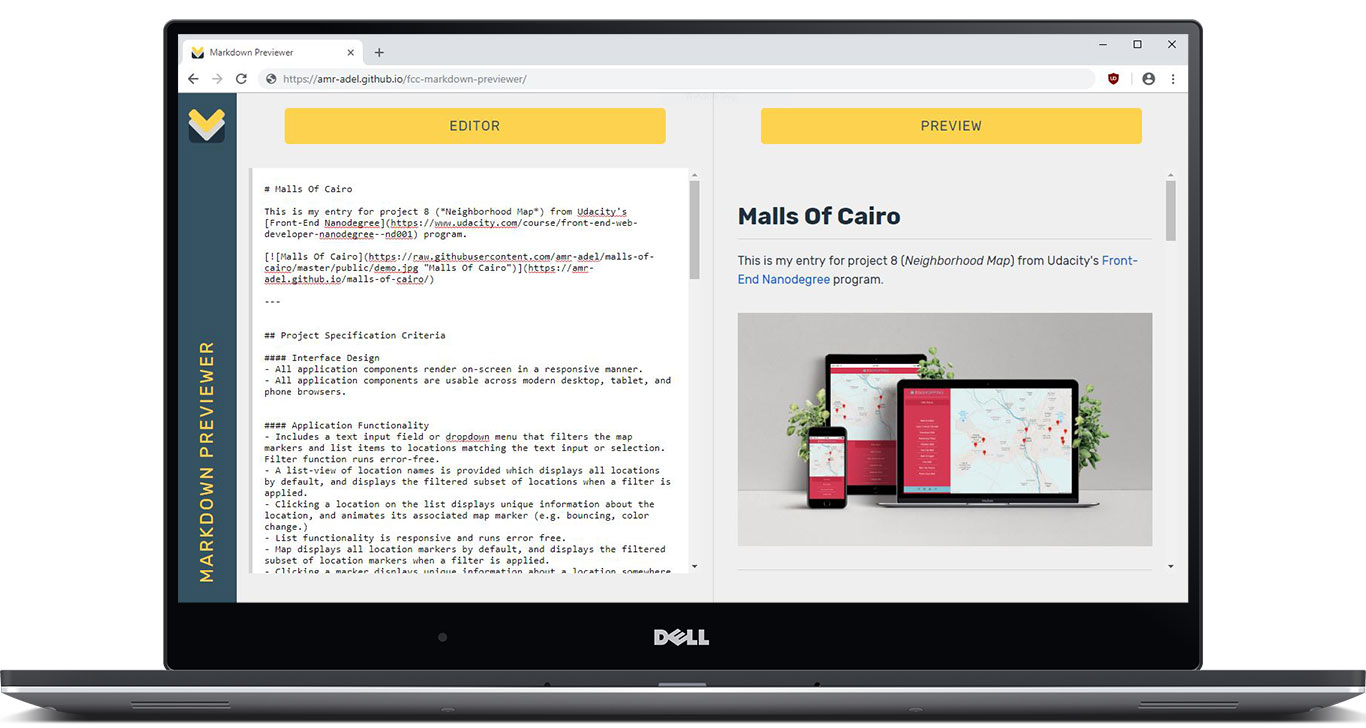 Markdown Previewer
https://amr-adel.github.io/fcc-markdown-previewer/
MARKDOWN PREVIEWER
EDITOR
# Malls Of Cairo
This is my entry for project 8 (*Neighborhood Map*) from Udacity's
[Front-End Nanodegree](https://www.udacity.com/course/front-end-web-
developer-nanodegree--nd001) program.
[![Malls Of Cairo](https://raw.githubusercontent.com/amr-adel/malls-of-
cairo/master/public/demo.jpg "Malls Of Cairo")](https://amr-
adel.github.io/malls-of-cairo/)
---
## Project Specification Criteria
#### Interface Design
- All application components render on-screen in a responsive manner.
- All application components are usable across modern desktop, tablet, and
phone browsers.
#### Application Functionality
- Includes a text input field or dropdown menu that filters the map
markers and list items to locations matching the text input or selection.
Filter function runs error-free.
- A list-view of location names is provided which displays all locations
by default, and displays the filtered subset of locations when a filter is
applied.
- Clicking a location on the list displays unique information about the
location, and animates its associated map marker (e.g. bouncing, color
change.)
- List functionality is responsive and runs error free.
- Map displays all location markers by default, and displays the filtered
subset of location markers when a filter is applied.
- Clicking a marker displays unique information about a location somewhere
PREVIEW
Malls Of Cairo
This is my entry for project 8 (Neighborhood Map) from Udacity's Front-
End Nanodegree program.
DELL